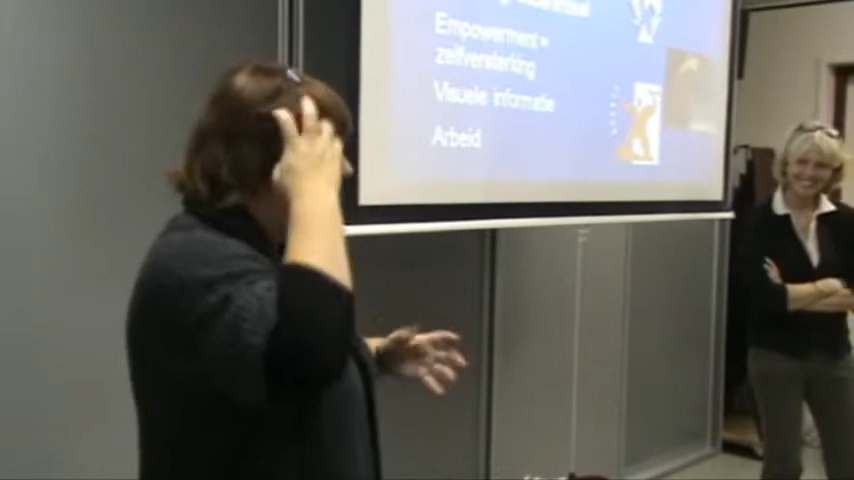 Empowerment =
zelfversterking
Visuele informatie
Arbeid